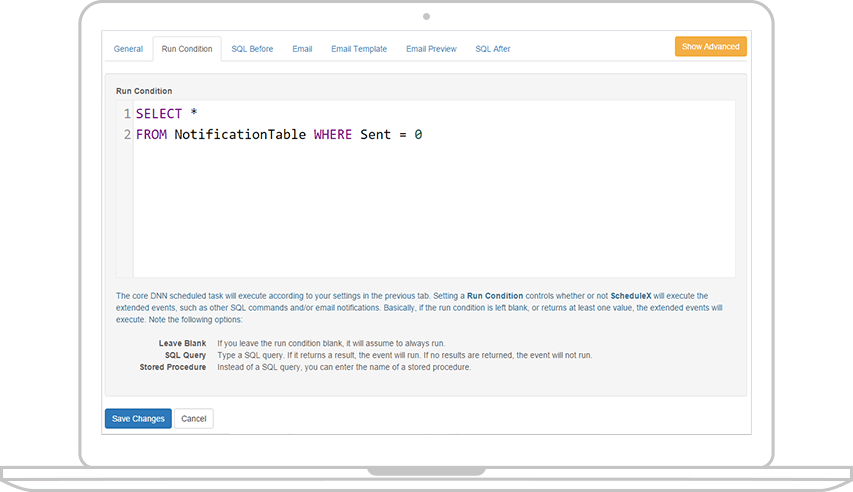 General Run Condition SQL Before Email Email Template Email Preview SQL After Show Advanced
Run Condition
1 SELECT *
2 FROM NotificationTable WHERE Sent = 0
The core DNN scheduled task will execute according to your settings in the previous tab. Setting a Run Condition controls whether or not ScheduleX will execute the
extended events, such as other SQL commands and/or email notifications. Basically, if the run condition is left blank, or returns at least one value, the extended events will
execute. Note the following options:
Leave Blank If you leave the run condition blank, it will assume to always run.
SQL Query Type a SQL query. If it returns a result, the event will run. If no results are returned, the event will not run.
Stored Procedure Instead of a SQL query, you can enter the name of a stored procedure.
Save Changes Cancel